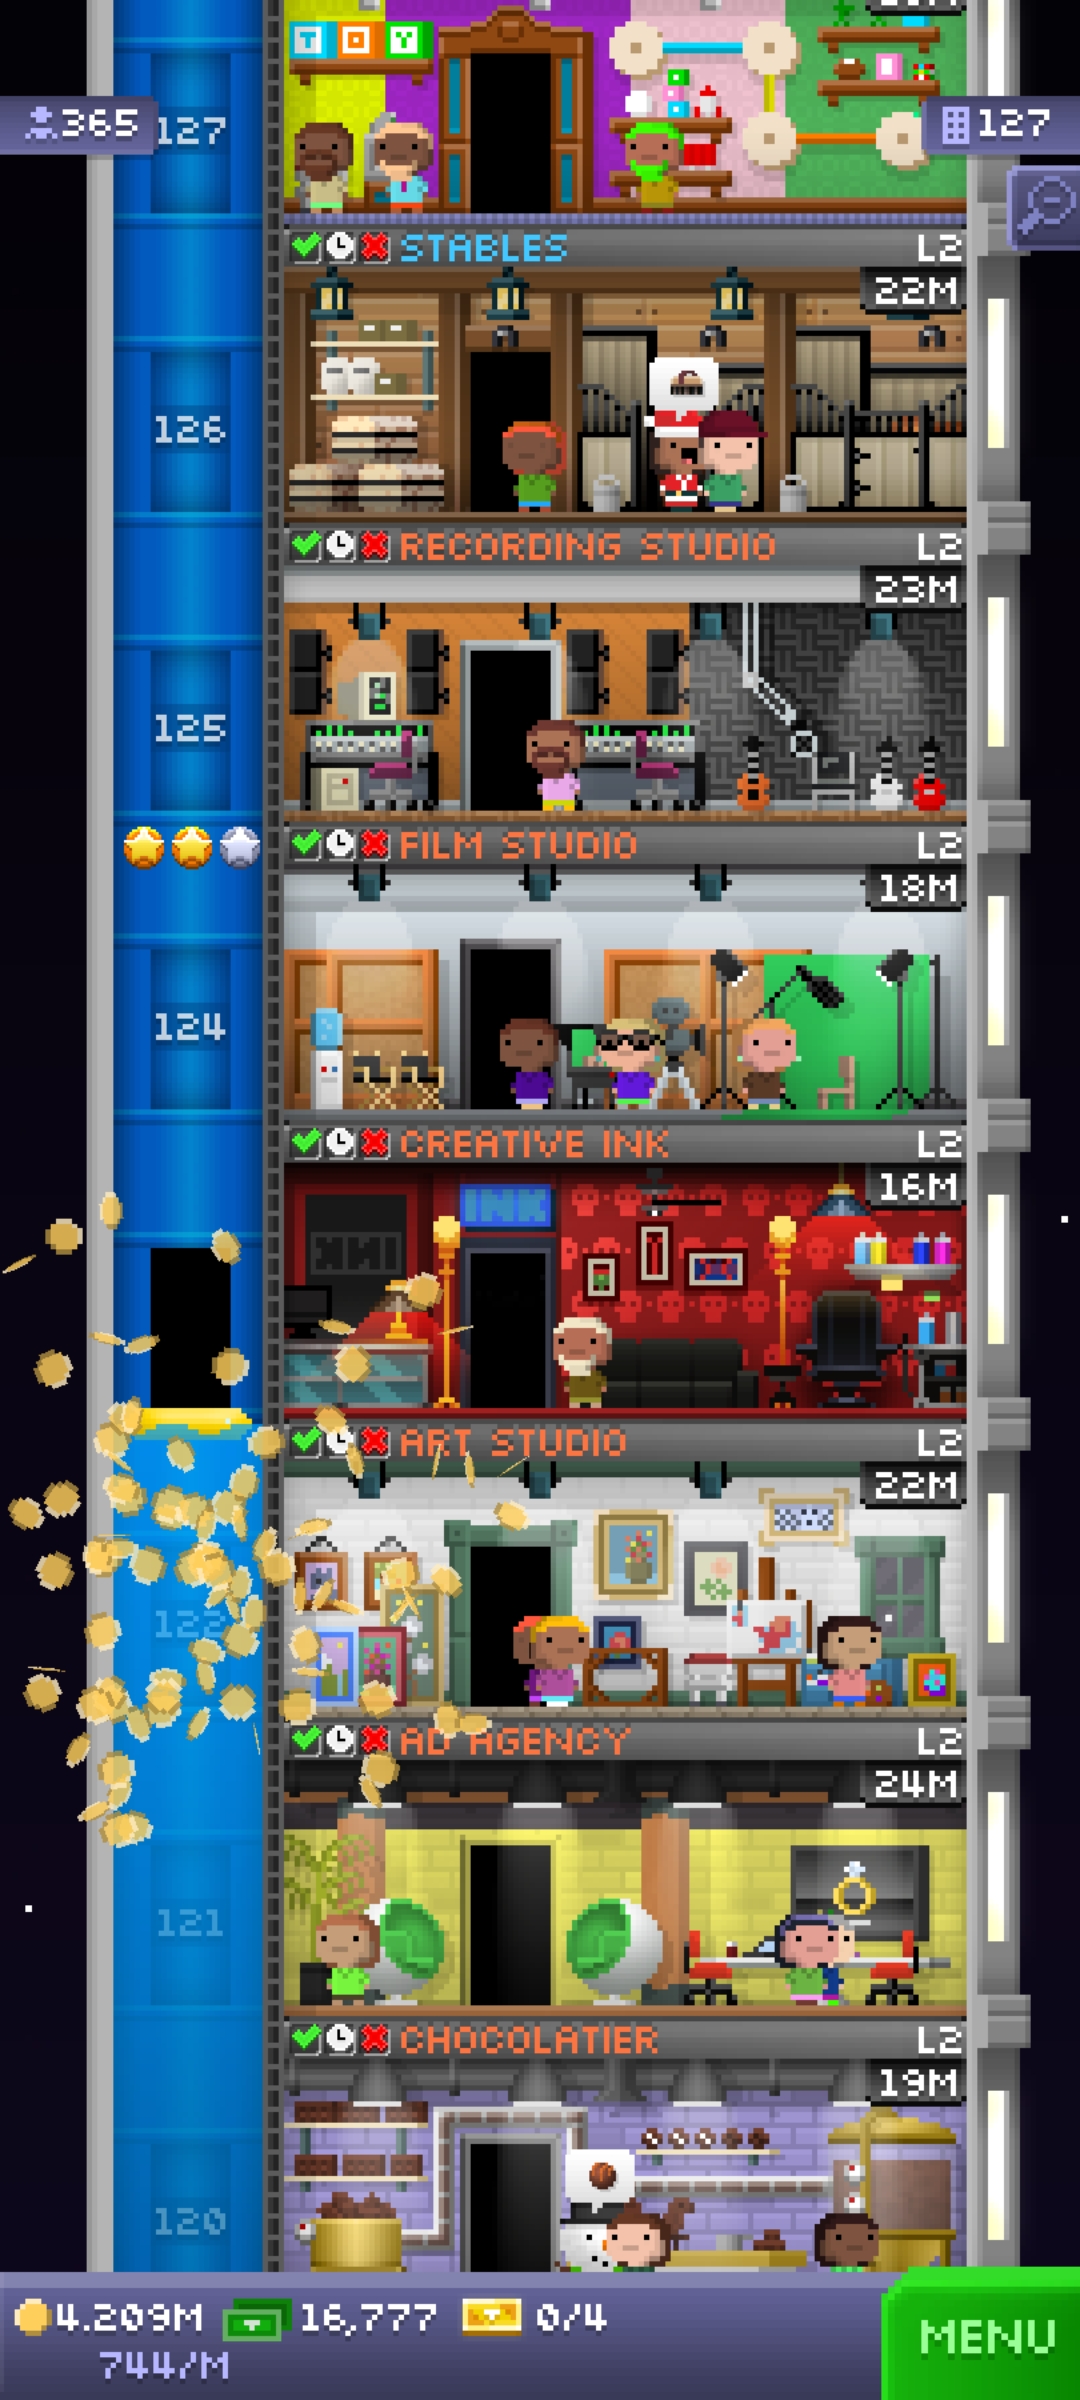 TOY
365
127
127
STABLES L2
22M
126
RECORDING STUDIO L2
23M
125
FILM STUDIO L2
18M
124
CREATIVE INK L2
16M
INK
INK
ART STUDIO L2
22M
122
AD AGENCY L2
24M
121
CHOCOLATIER L2
19M
120
4.209M 16,777 0/4
744/M
MENU